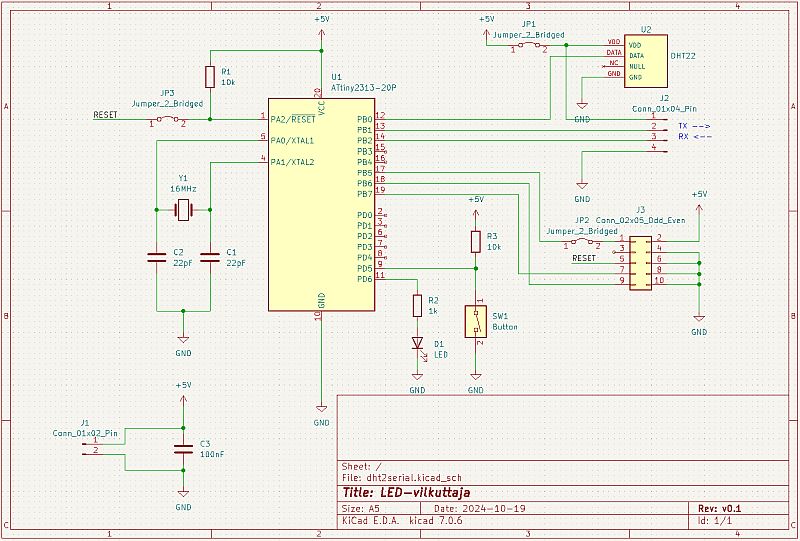 1 2 3 4
+5V
+5V
JP1
Jumper_2_Bridged
1 2
U2
VDD VDD
DATA DATA
DHT22
NC NULL
GND GND
R1
10k
U1
ATiny2313-20P
JP3
Jumper_2_Bridged
A A
RESET
1 2
20
VCC
GND
J2
Conn_01x04_Pin
1 PA2/RESET
PB0 12
1
PB1 13
2 TX -->
5 PA0/XTAL1
PB2 14
3 RX <--
PB3 15
4
4 PA1/XTAL2
PB4 16
PB5 17
PB6 18
PB7 19
Y1
16MHz
GND
+5V
+5V
PD0 2
PD1 3
PD2 6
PD3 7
PD4 8
PD5 9
PD6 11
J3
Conn_02x05_Odd_Even
JP2
Jumper_2_Bridged
R3
10k
1 2
1 2
3 4
RESET
5 6
7 8
9 10
C2
22pF
C1
22pF
GND
10
R2
1k
1
SW1
Button
2
B B
GND
D1
LED
GND
GND GND
+5V
GND
J1
Conn_01x02_Pin
1
2
C3
100nF
GND
Sheet: /
File: dht2serial.kicad_sch
Title: LED-vilkuttaja
Size: A5 Date: 2024-10-19 Rev: v0.1
KiCad E.D.A. kicad 7.0.6 Id: 1/1
C C
1 2 3 4